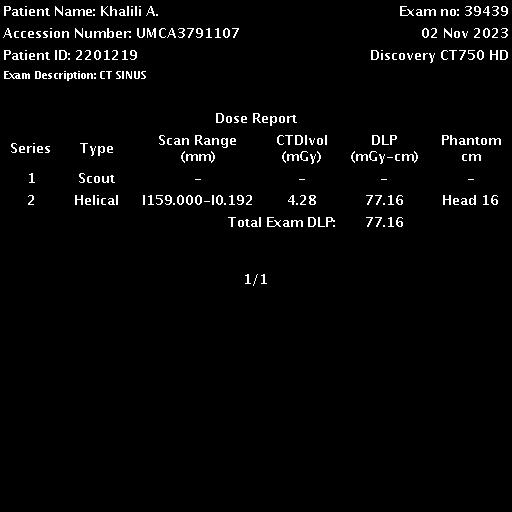 Patient Name: Khalili A. Exam no: 39439
Accession Number: UMCA3791107 02 Nov 2023
Patient ID: 2201219 Discovery CT750 HD
Exam Description: CT SINUS
Dose Report
Series Type Scan Range (mm) CTDIvol (mGy) DLP (mGy-cm) Phantom cm
1 Scout - - - -
2 Helical I159.000-I0.192 4.28 77.16 Head 16
Total Exam DLP: 77.16
1/1